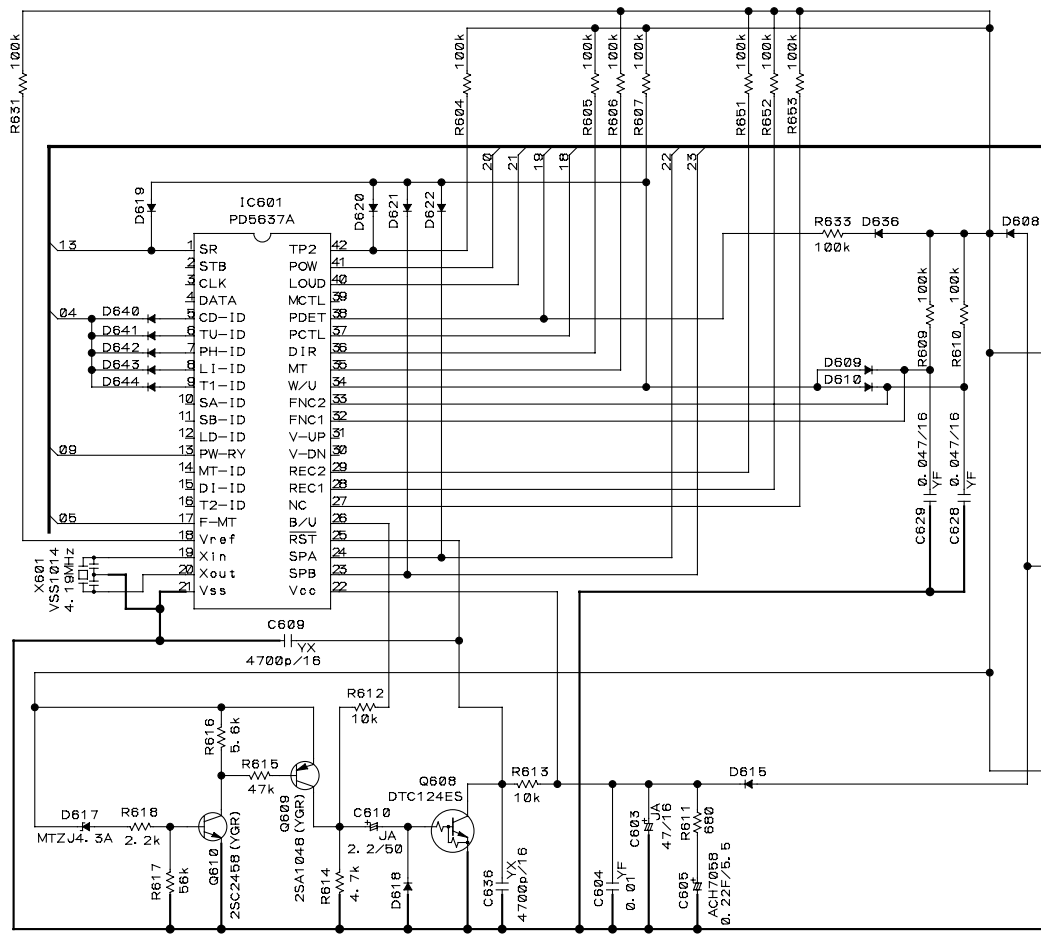 R631 100k
R604 100k
R605 100k
R606 100k
R607 100k
R651 100k
R652 100k
R653 100k
20
21
19
18
22
23
D619
IC601
PD5637A
D620
D621
D622
R633 D636 D608
100k
13
1 SR TP2 42
2 STB POW 41
3 CLK LOUD 40
4 DATA MCTL 39
04 D640 5 CD-ID PDET 38
D641 6 TU-ID PCTL 37
D642 7 PH-ID DIR 36
D643 8 LI-ID MT 35
D644 9 T1-ID W/U 34
10 SA-ID FNC2 33
11 SB-ID FNC1 32
12 LD-ID V-UP 31
09 13 PW-RY V-DN 30
14 MT-ID REC2 29
15 DI-ID REC1 28
16 T2-ID NC 27
05 17 F-MT B/U 26
18 Vref RST 25
19 Xin SPA 24
20 Xout SPB 23
21 Vss Vcc 22
R609 100k
R610 100k
D609
D610
C629 0.047/16 YF
C628 0.047/16 YF
X601
VSS1014
4.19MHz
C609
YX
4700p/16
R612
10k
R616 5.6k
R615
47k
Q609
2SA1048(YGR)
Q608
DTC124ES
R613
10k
D615
D617
MTZJ4.3A
R618
2.2k
R617 56k
Q610
2SC2458(YGR)
C610
JA
2.2/50
R614 4.7k
D618
C636 YX
4700p/16
C604 YF
0.01
C603 JA
47/16
R611 680
C605 ACH7058
0.22F/5.5